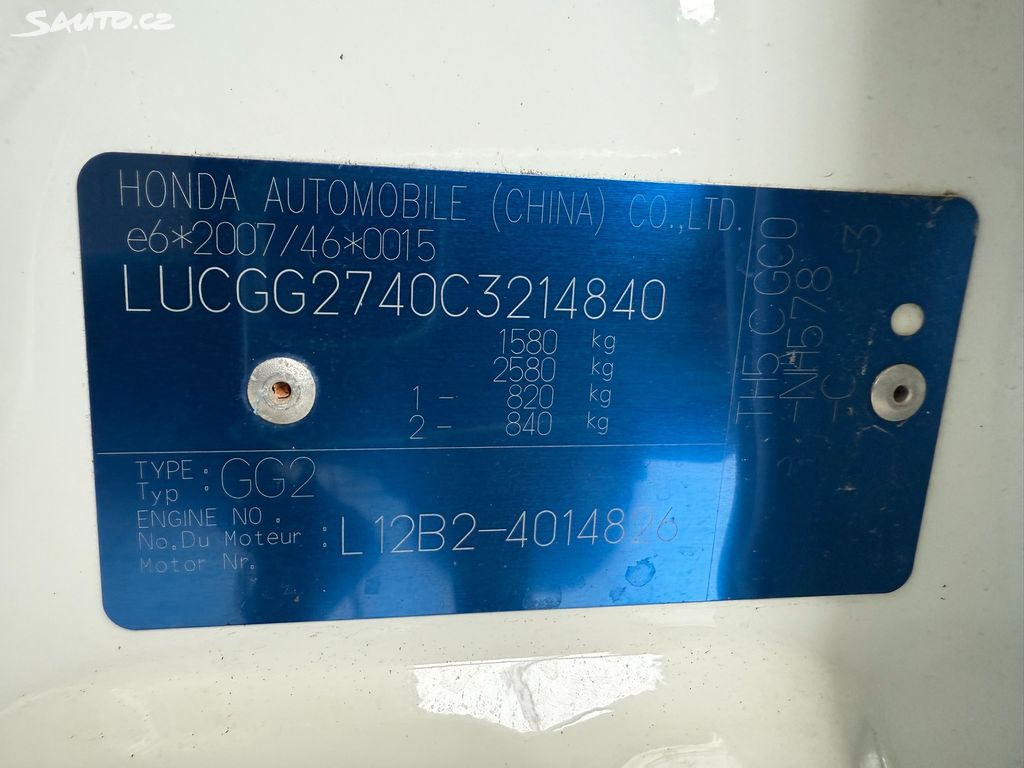 SAUTO.CZ
HONDA AUTOMOBILE (CHINA) CO.,LTD.
e6*2007/46*0015
LUCGG2740C3214840
1580 kg
2580 kg
1 - 820 kg
2 - 840 kg
TYPE :
Typ : GG2
ENGINE NO.
No.Du Moteur : L12B2-4014826
Motor Nr.
TH5 C GC0
-NH578 -3
-C